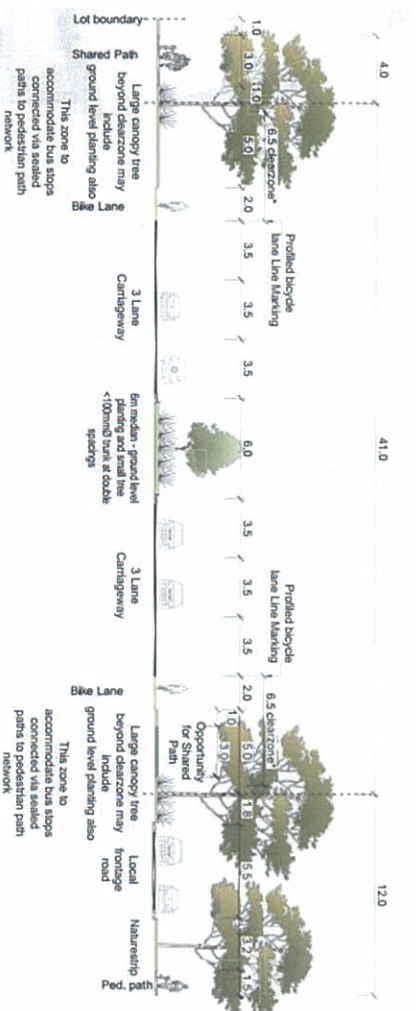 4.0
41.0
12.0
Lot boundary
1.0
3.0
1.0
5.0
6.5 clearzone*
2.0
3.5
3.5
3.5
6.0
3.5
3.5
3.5
2.0
6.5 clearzone*
1.0
5.0
3.0
1.8
5.5
3.2
1.5
Profiled bicycle
lane Line Marking
Profiled bicycle
lane Line Marking
Shared Path
Large canopy tree
beyond clearzone may
include
ground level planting also
This zone to
accommodate bus stops
connected via sealed
paths to pedestrian path
network
Bike Lane
3 Lane
Carriageway
6m median - ground level
planting and small tree
<100mmØ trunk at double
spacings
3 Lane
Carriageway
Bike Lane
Opportunity
for Shared
Path
Large canopy tree
beyond clearzone may
include
ground level planting also
This zone to
accommodate bus stops
connected via sealed
paths to pedestrian path
network
Local
frontage
road
Naturestrip
Ped. path